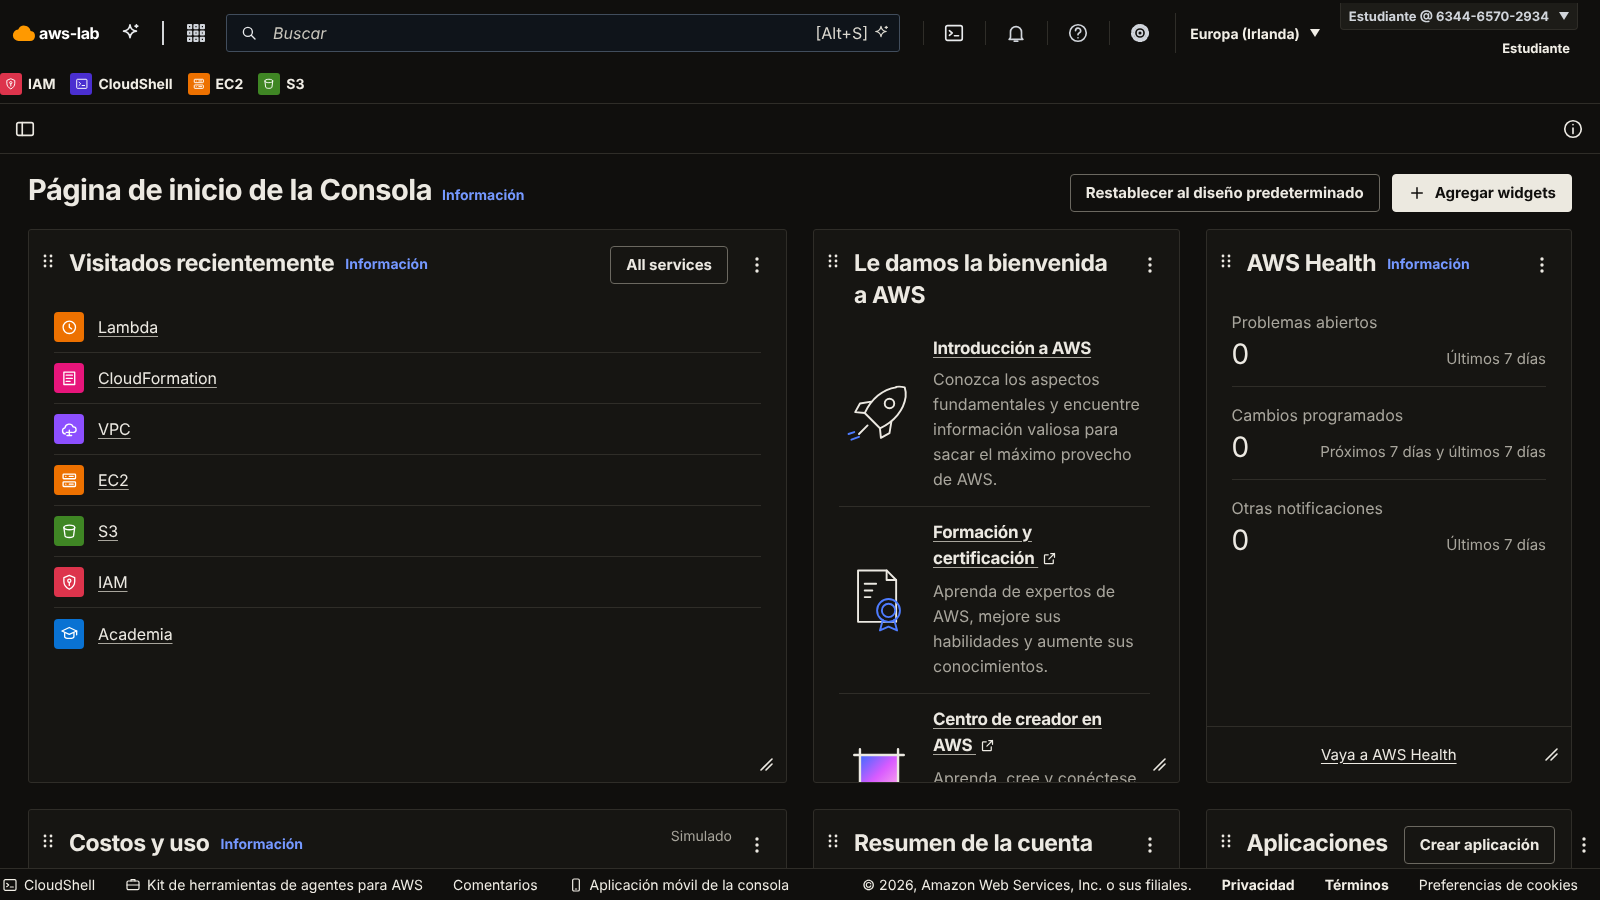 aws-lab
Buscar
[Alt+S]
Europa (Irlanda)
Estudiante @ 6344-6570-2934
Estudiante
IAM
CloudShell
EC2
S3
Página de inicio de la Consola
Información
Restablecer al diseño predeterminado
Agregar widgets
Visitados recientemente
Información
All services
Lambda
CloudFormation
VPC
EC2
S3
IAM
Academia
Le damos la bienvenida
a AWS
Introducción a AWS
Conozca los aspectos
fundamentales y encuentre
información valiosa para
sacar el máximo provecho
de AWS.
Formación y
certificación
Aprenda de expertos de
AWS, mejore sus
habilidades y aumente sus
conocimientos.
Centro de creador en
AWS
Aprenda, cree y conéctese
AWS Health
Información
Problemas abiertos
0
Últimos 7 días
Cambios programados
0
Próximos 7 días y últimos 7 días
Otras notificaciones
0
Últimos 7 días
Vaya a AWS Health
Costos y uso
Información
Simulado
Resumen de la cuenta
Aplicaciones
Crear aplicación
CloudShell
Kit de herramientas de agentes para AWS
Comentarios
Aplicación móvil de la consola
© 2026, Amazon Web Services, Inc. o sus filiales.
Privacidad
Términos
Preferencias de cookies